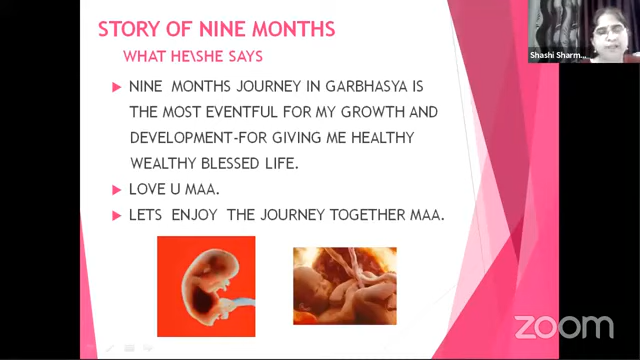 STORY OF NINE MONTHS
WHAT HE\SHE SAYS
NINE MONTHS JOURNEY IN GARBHASYA IS
THE MOST EVENTFUL FOR MY GROWTH AND
DEVELOPMENT-FOR GIVING ME HEALTHY
WEALTHY BLESSED LIFE.
LOVE U MAA.
LETS ENJOY THE JOURNEY TOGETHER MAA.
Shashi Sharm...
zoom